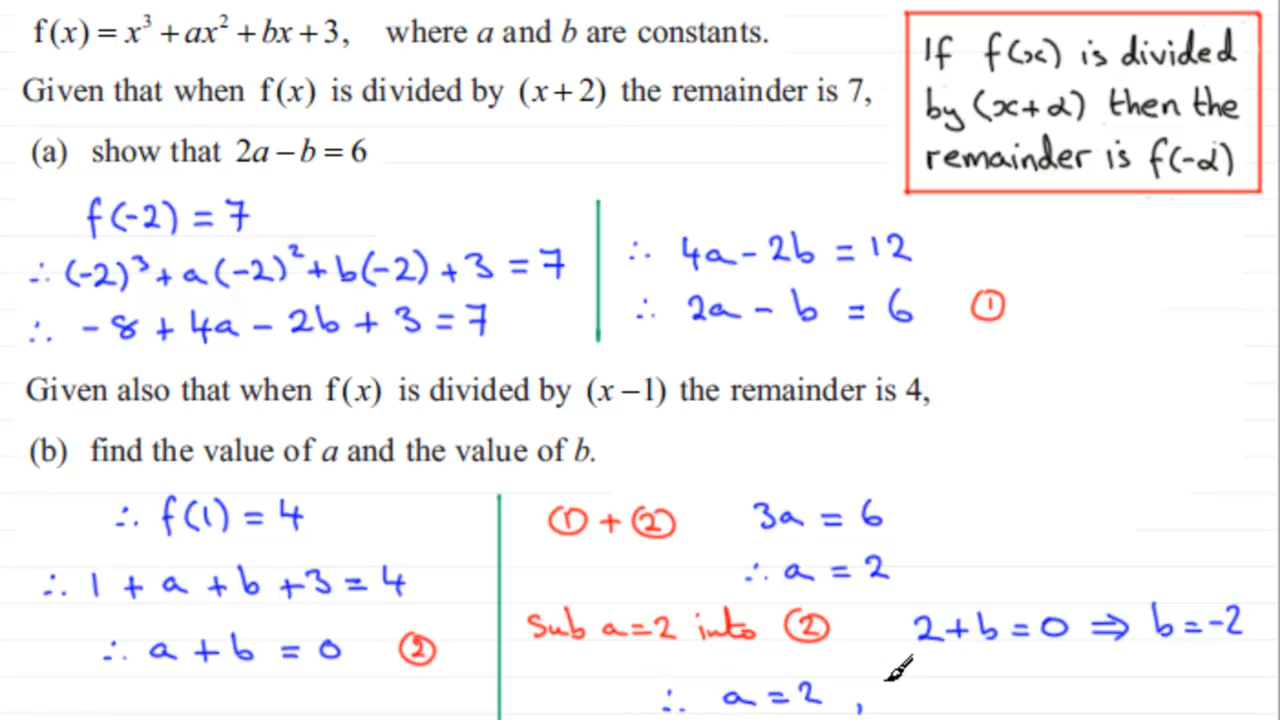 f(x) = x³ + ax² + bx + 3, where a and b are constants.
Given that when f(x) is divided by (x + 2) the remainder is 7,
(a) show that 2a – b = 6
If f(x) is divided
by (x+α) then the
remainder is f(-α)
f(-2) = 7
∴ (-2)³ + a(-2)² + b(-2) + 3 = 7
∴ - 8 + 4a - 2b + 3 = 7
∴ 4a - 2b = 12
∴ 2a - b = 6 ①
Given also that when f(x) is divided by (x – 1) the remainder is 4,
(b) find the value of a and the value of b.
∴ f(1) = 4
∴ 1 + a + b + 3 = 4
∴ a + b = 0 ②
① + ② 3a = 6
∴ a = 2
Sub a = 2 into ② 2 + b = 0 ⇒ b = -2
∴ a = 2 ,